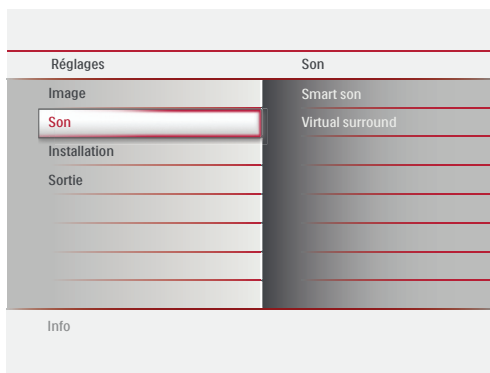 Réglages
Son
Image
Smart son
Son
Virtual surround
Installation
Sortie
Info